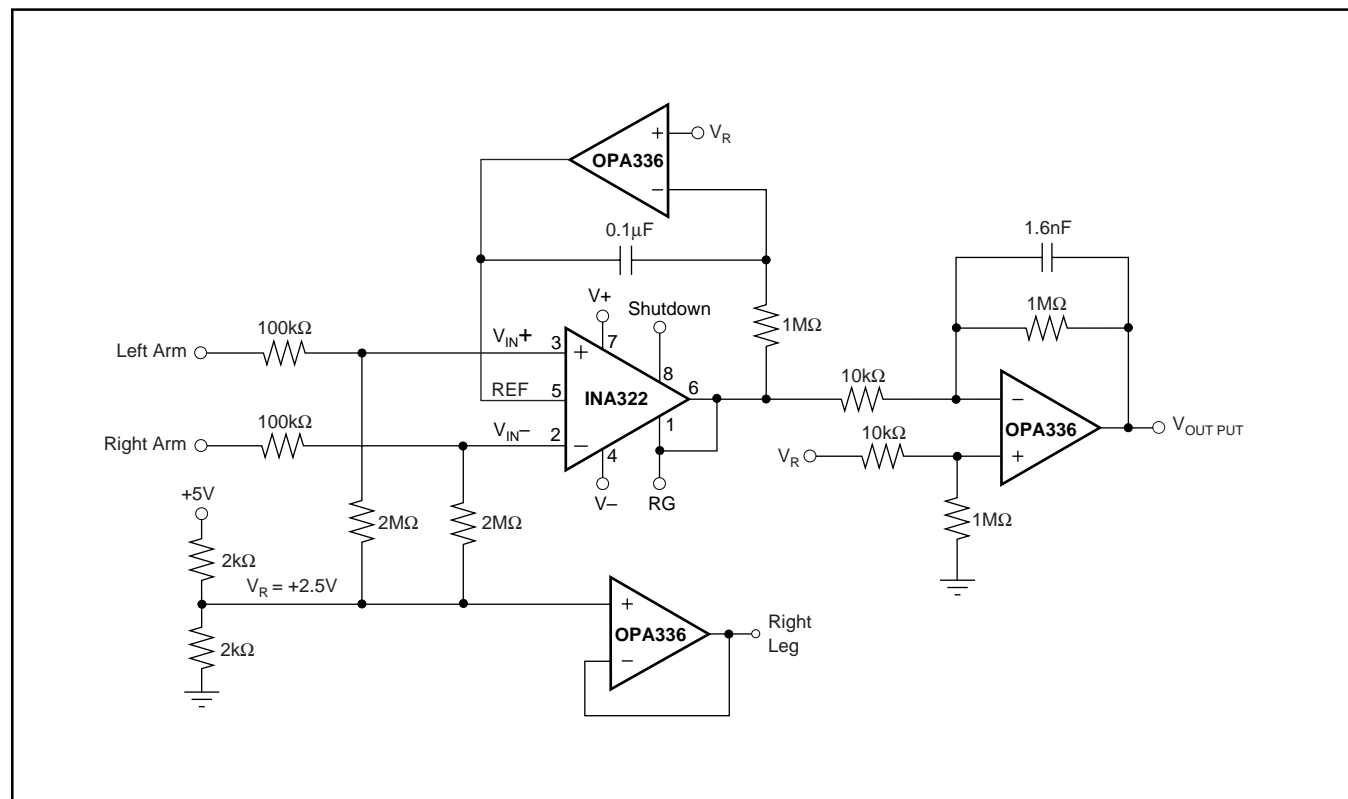 +
V_R
OPA336
−
0.1µF
1.6nF
V+
Shutdown
1MΩ
1MΩ
100kΩ
V_IN+
3
+
7
Left Arm
8
10kΩ
REF
5
INA322
6
−
100kΩ
OPA336
V_OUT PUT
Right Arm
V_IN−
2
−
1
10kΩ
V_R
+
4
+5V
V−
RG
2MΩ
2MΩ
1MΩ
2kΩ
V_R = +2.5V
+
Right
Leg
OPA336
2kΩ
−